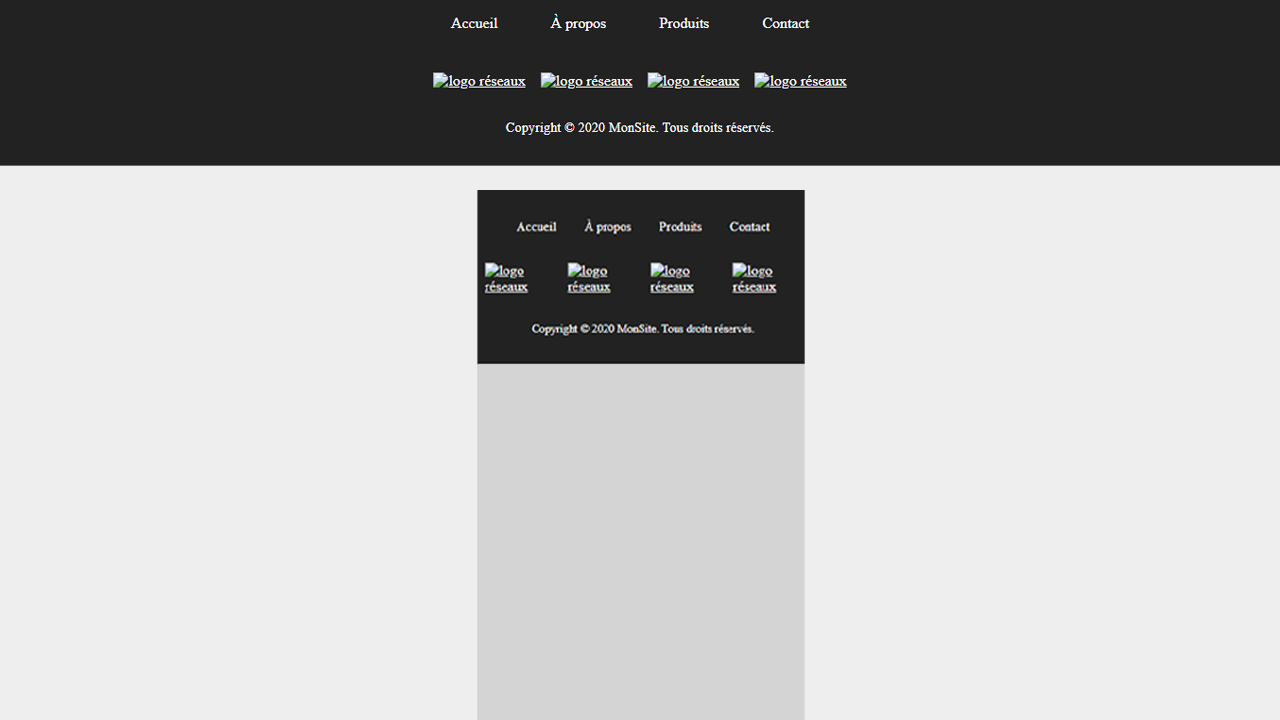 Accueil À propos Produits Contact
logo réseaux logo réseaux logo réseaux logo réseaux
Copyright © 2020 MonSite. Tous droits réservés.
Accueil À propos Produits Contact
logo logo logo logo
réseaux réseaux réseaux réseaux
Copyright © 2020 MonSite. Tous droits réservés.